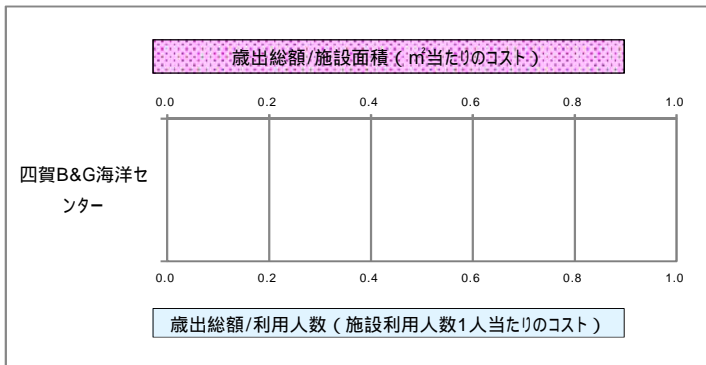 歳出総額/施設面積（㎡当たりのコスト）
0.0 0.2 0.4 0.6 0.8 1.0
四賀B&G海洋セ
ンター
0.0 0.2 0.4 0.6 0.8 1.0
歳出総額/利用人数（施設利用人数1人当たりのコスト）